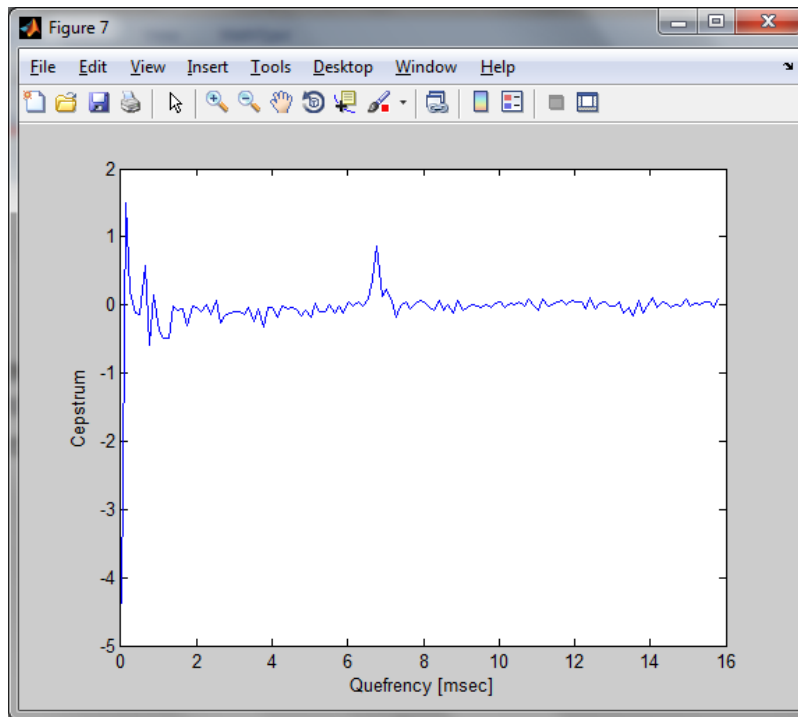 Figure 7
File Edit View Insert Tools Desktop Window Help
2
1
0
-1
-2
-3
-4
-5
Cepstrum
0 2 4 6 8 10 12 14 16
Quefrency [msec]